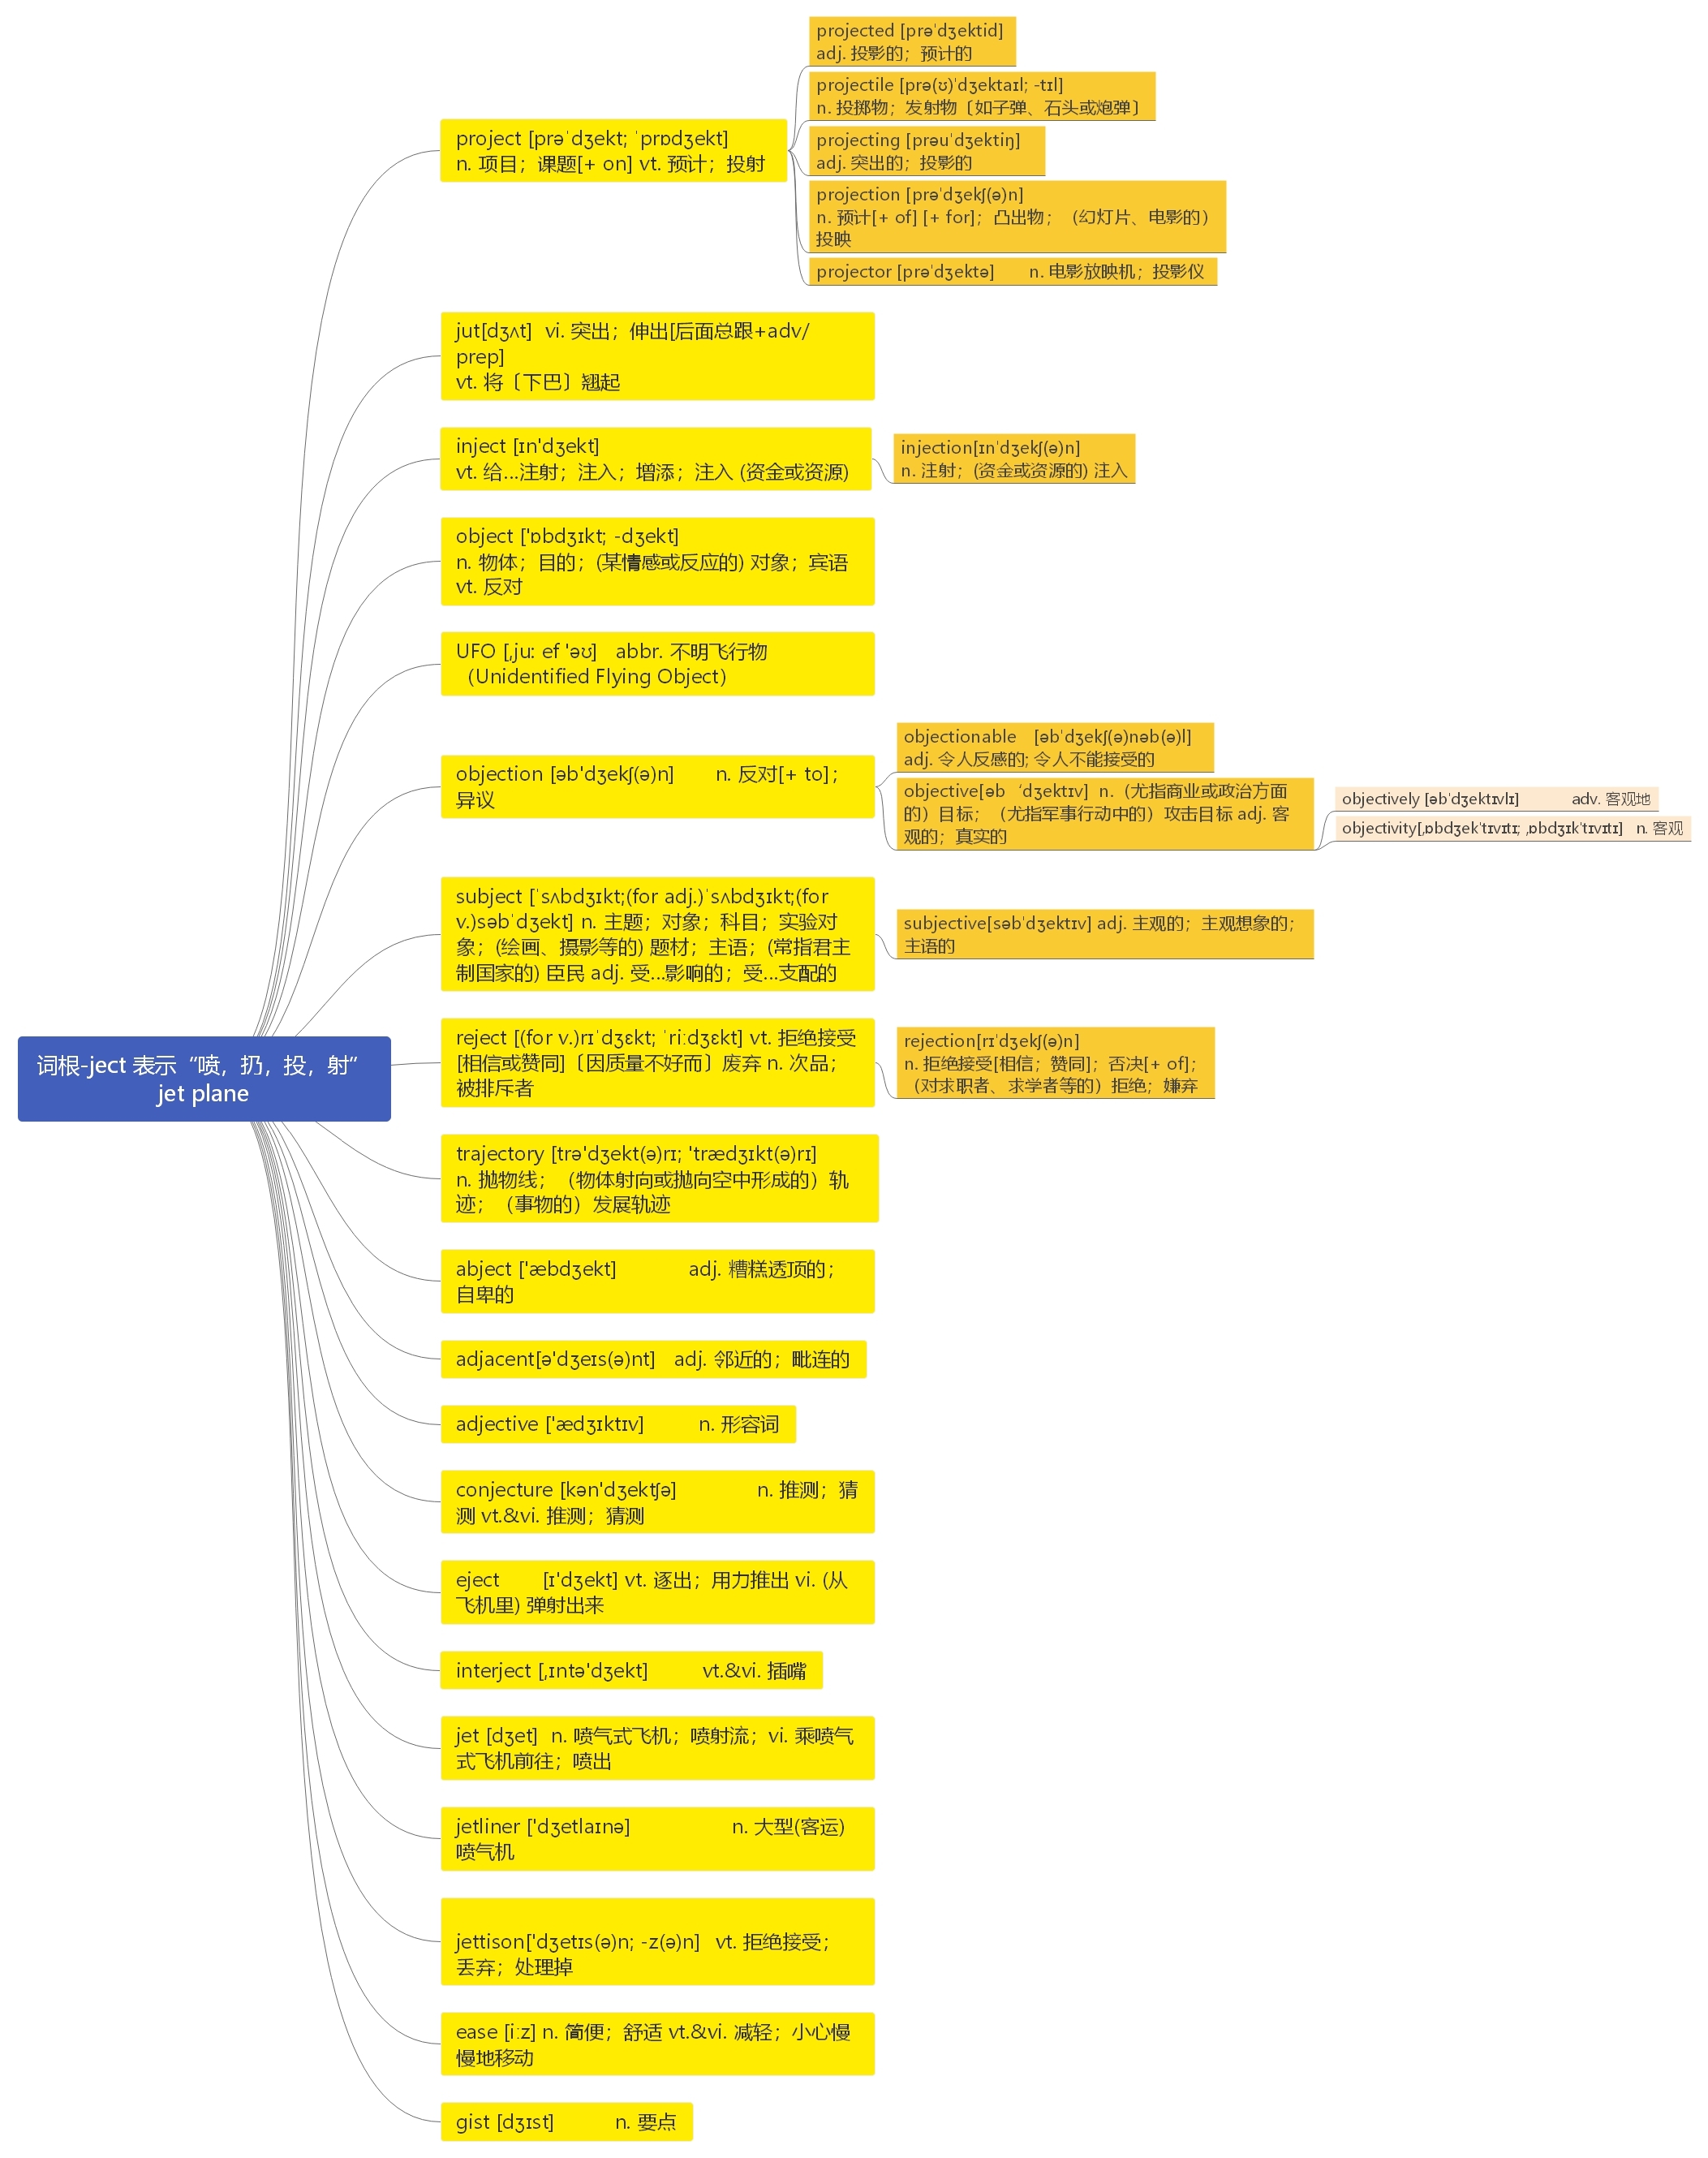 projected [prəˈdʒektid]
adj. 投影的；预计的
projectile [prə(ʊ)ˈdʒektaɪl; -tɪl]
n. 投掷物；发射物〔如子弹、石头或炮弹〕
project [prəˈdʒekt; ˈprɒdʒekt]
n. 项目；课题[+ on] vt. 预计；投射
projecting [prəuˈdʒektiŋ]
adj. 突出的；投影的
projection [prəˈdʒekʃ(ə)n]
n. 预计[+ of] [+ for]；凸出物；（幻灯片、电影的）
投映
projector [prəˈdʒektə]       n. 电影放映机；投影仪
jut[dʒʌt]  vi. 突出；伸出[后面总跟+adv/
prep]
vt. 将〔下巴〕翘起
inject [ɪn'dʒekt]
vt. 给...注射；注入；增添；注入 (资金或资源)
injection[ɪnˈdʒekʃ(ə)n]
n. 注射；(资金或资源的) 注入
object ['ɒbdʒɪkt; -dʒekt]
n. 物体；目的；(某情感或反应的) 对象；宾语
vt. 反对
UFO [,ju: ef 'əʊ]   abbr. 不明飞行物
（Unidentified Flying Object）
objection [əb'dʒekʃ(ə)n]       n. 反对[+ to]；
异议
objectionable   [əbˈdʒekʃ(ə)nəb(ə)l]
adj. 令人反感的; 令人不能接受的
objective[əb‘dʒektɪv]  n.（尤指商业或政治方面
的）目标；（尤指军事行动中的）攻击目标 adj. 客
观的；真实的
objectively [əbˈdʒektɪvlɪ]            adv. 客观地
objectivity[,ɒbdʒekˈtɪvɪtɪ; ,ɒbdʒɪkˈtɪvɪtɪ]   n. 客观
subject [ˈsʌbdʒɪkt;(for adj.)ˈsʌbdʒɪkt;(for
v.)səbˈdʒekt] n. 主题；对象；科目；实验对
象；(绘画、摄影等的) 题材；主语；(常指君主
制国家的) 臣民 adj. 受...影响的；受...支配的
subjective[səbˈdʒektɪv] adj. 主观的；主观想象的；
主语的
reject [(for v.)rɪˈdʒɛkt; ˈriːdʒɛkt] vt. 拒绝接受
[相信或赞同]〔因质量不好而〕废弃 n. 次品；
被排斥者
rejection[rɪˈdʒekʃ(ə)n]
n. 拒绝接受[相信；赞同]；否决[+ of]；
（对求职者、求学者等的）拒绝；嫌弃
词根-ject 表示“喷，扔，投，射”
jet plane
trajectory [trə'dʒekt(ə)rɪ; 'trædʒɪkt(ə)rɪ]
n. 抛物线；（物体射向或抛向空中形成的）轨
迹；（事物的）发展轨迹
abject ['æbdʒekt]            adj. 糟糕透顶的；
自卑的
adjacent[ə'dʒeɪs(ə)nt]   adj. 邻近的；毗连的
adjective ['ædʒɪktɪv]         n. 形容词
conjecture [kən'dʒektʃə]             n. 推测；猜
测 vt.&vi. 推测；猜测
eject       [ɪ'dʒekt] vt. 逐出；用力推出 vi. (从
飞机里) 弹射出来
interject [,ɪntə'dʒekt]         vt.&vi. 插嘴
jet [dʒet]  n. 喷气式飞机；喷射流；vi. 乘喷气
式飞机前往；喷出
jetliner ['dʒetlaɪnə]                 n. 大型(客运)
喷气机
jettison['dʒetɪs(ə)n; -z(ə)n]   vt. 拒绝接受；
丢弃；处理掉
ease [iːz] n. 简便；舒适 vt.&vi. 减轻；小心慢
慢地移动
gist [dʒɪst]          n. 要点